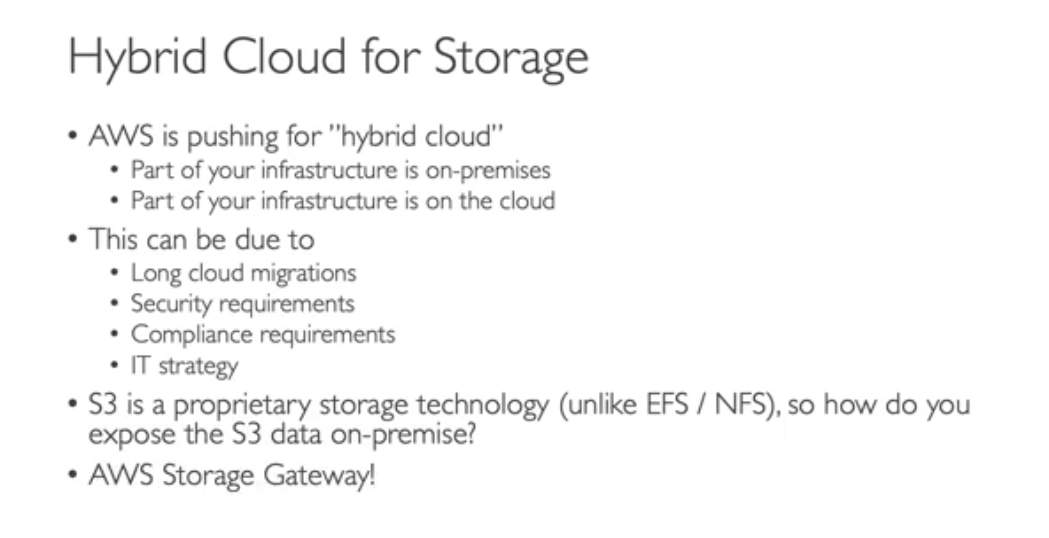 Hybrid Cloud for Storage
• AWS is pushing for ”hybrid cloud”
• Part of your infrastructure is on-premises
• Part of your infrastructure is on the cloud
• This can be due to
• Long cloud migrations
• Security requirements
• Compliance requirements
• IT strategy
• S3 is a proprietary storage technology (unlike EFS / NFS), so how do you
expose the S3 data on-premise?
• AWS Storage Gateway!